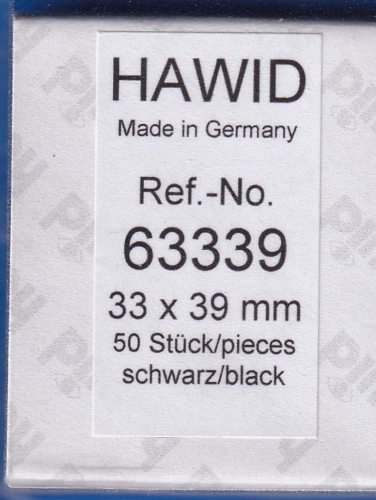 HAWID
Made in Germany
Ref.-No.
63339
33 x 39 mm
50 Stück/pieces
schwarz/black